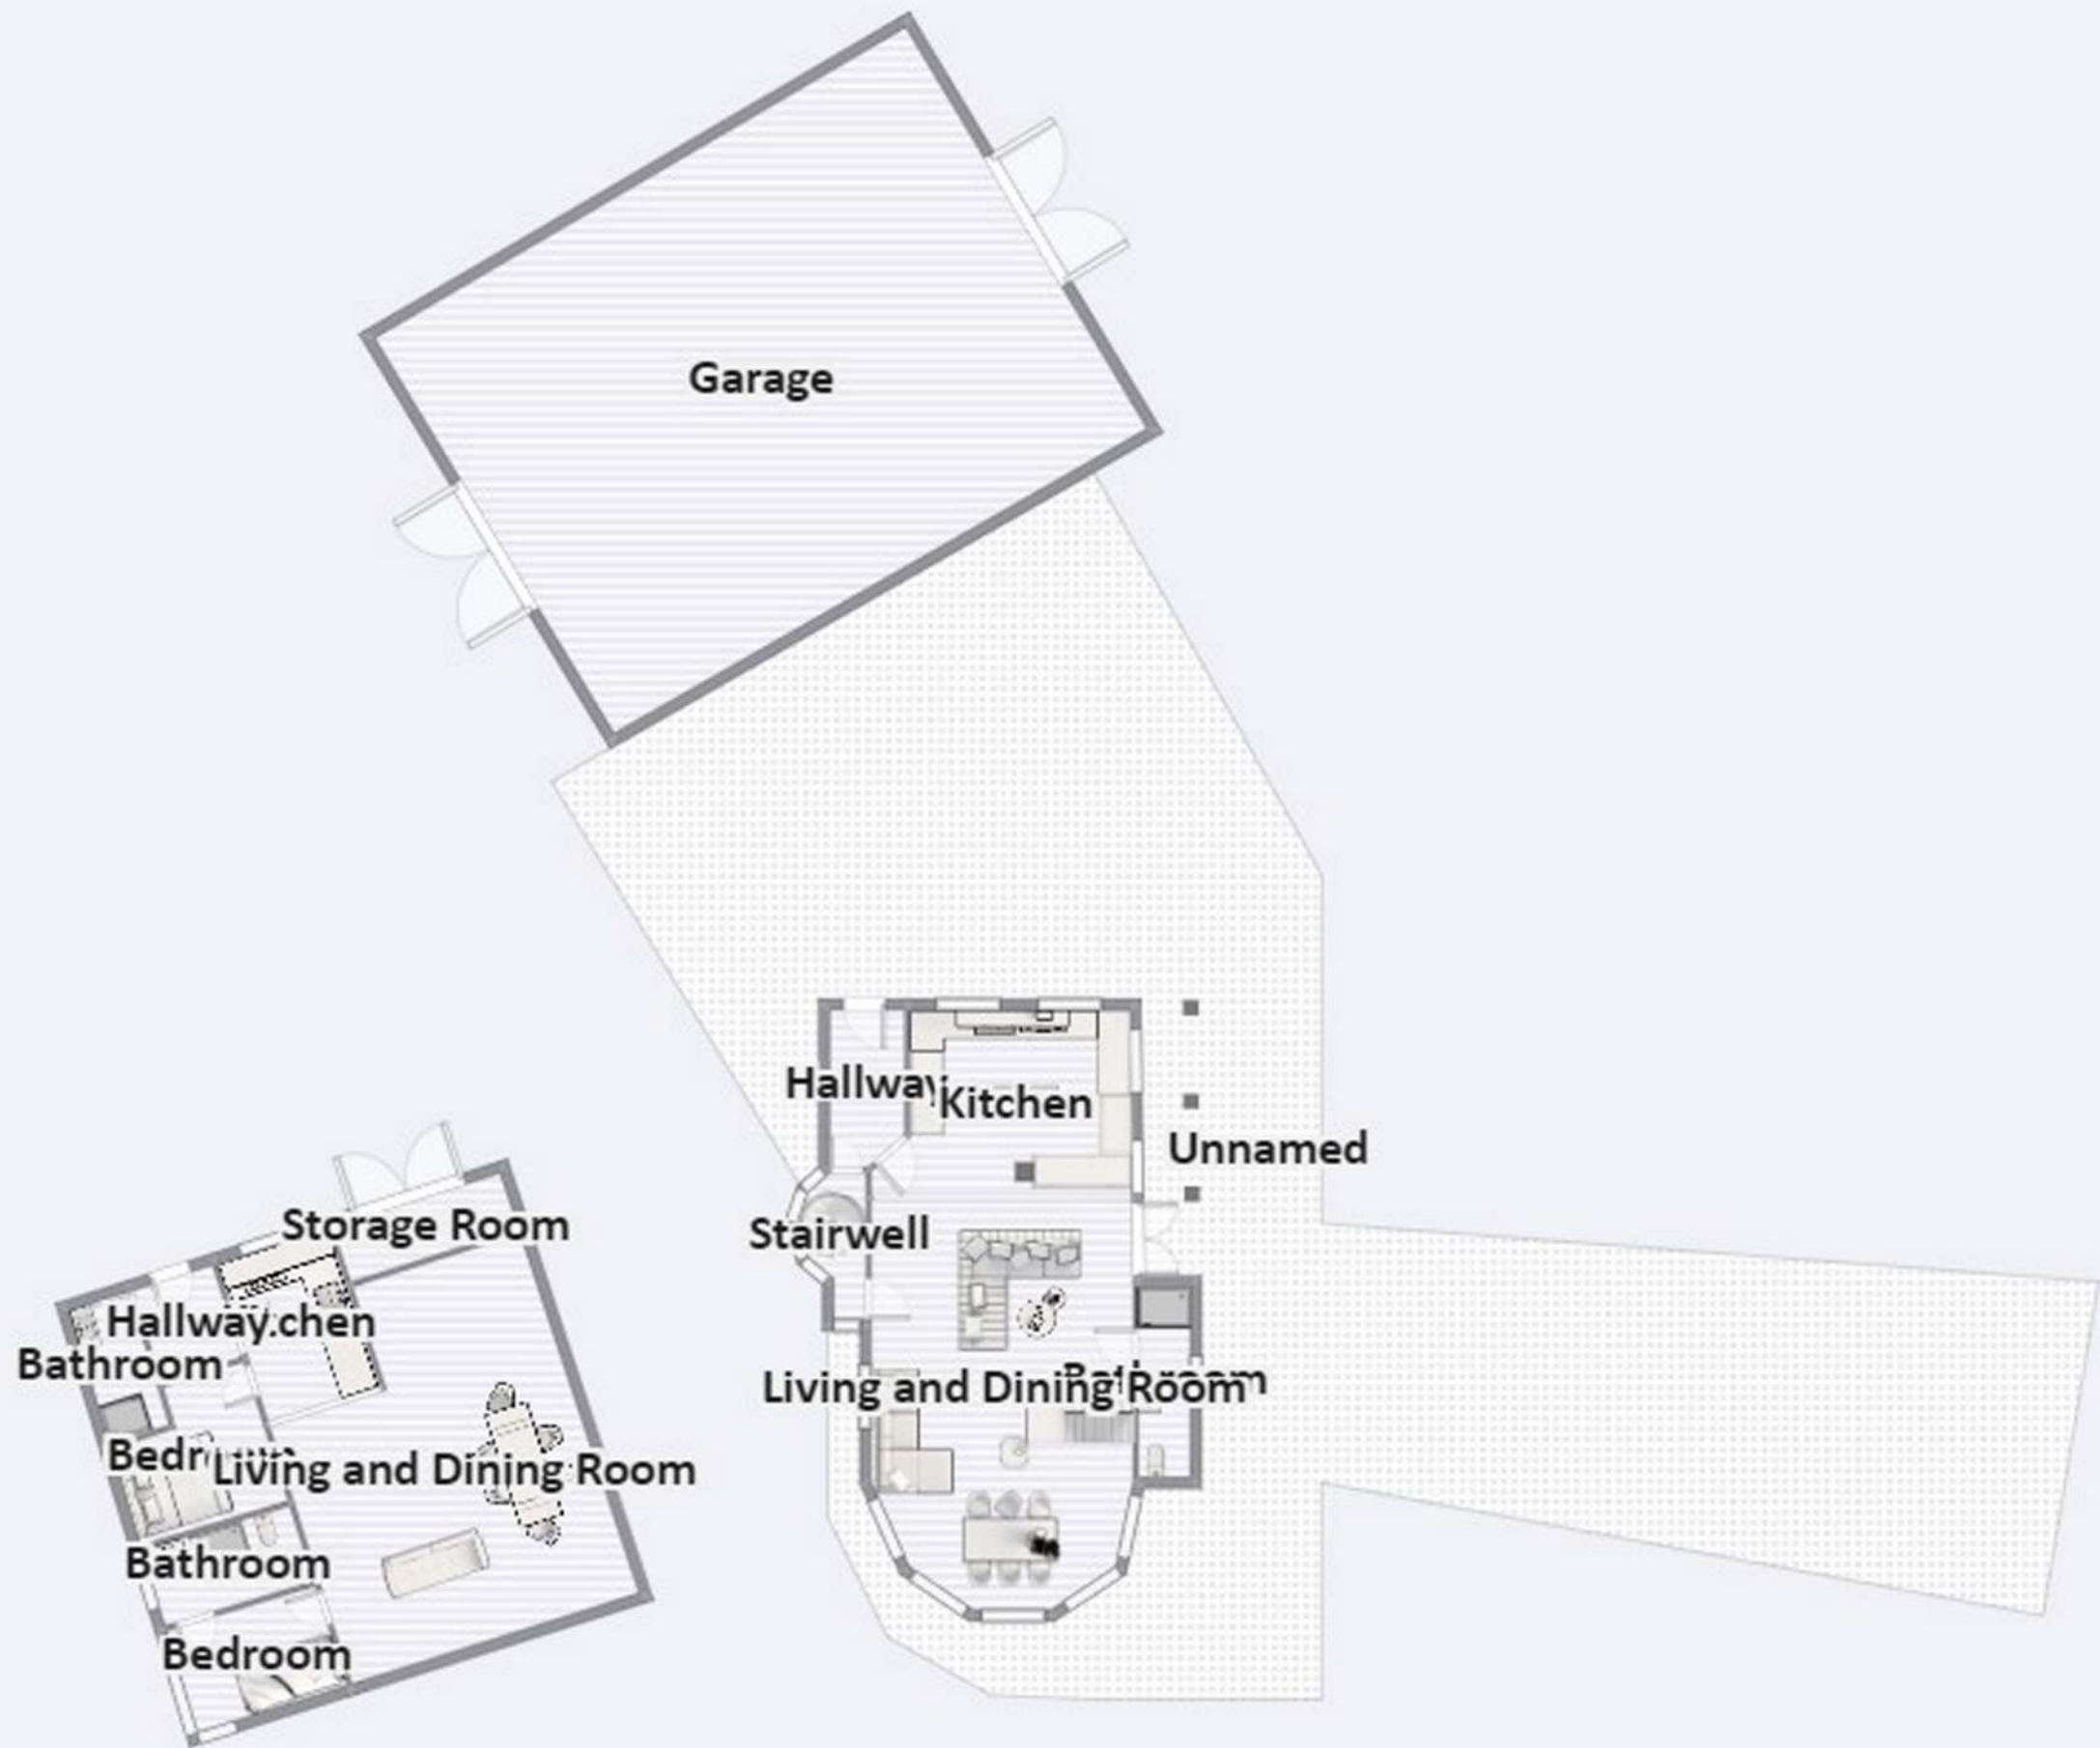 Garage
Hallway
Kitchen
Unnamed
Stairwell
Living and Dining Room
Storage Room
Hallway
Bathroom
Living and Dining Room
Bathroom
Bedroom